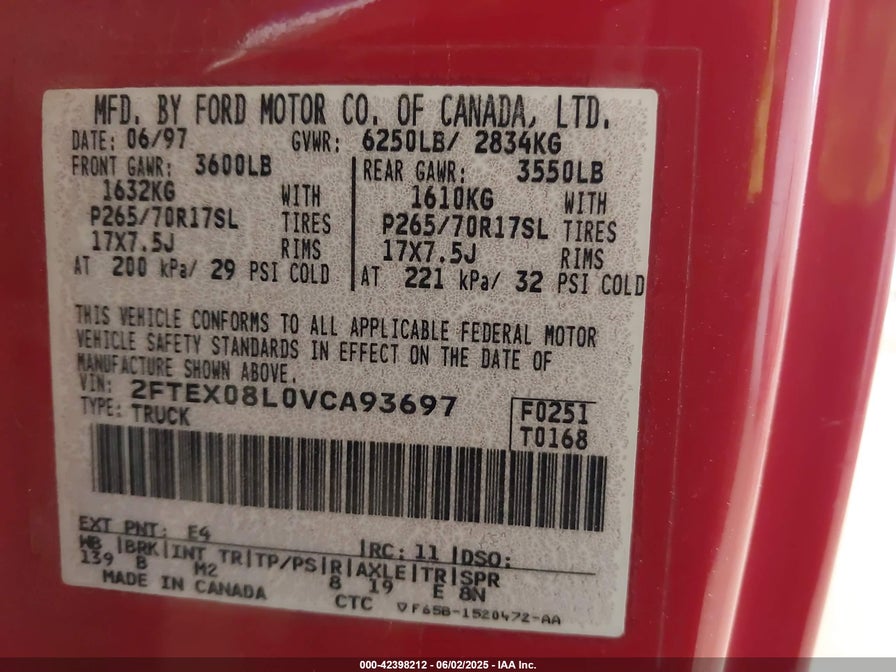 MFD. BY FORD MOTOR CO. OF CANADA, LTD.
DATE: 06/97 GVWR: 6250LB/ 2834KG
FRONT GAWR: 3600LB REAR GAWR: 3550LB
1632KG WITH 1610KG WITH
P265/70R17SL TIRES P265/70R17SL TIRES
17X7.5J RIMS 17X7.5J RIMS
AT 200 kPa/ 29 PSI COLD AT 221 kPa/ 32 PSI COLD
THIS VEHICLE CONFORMS TO ALL APPLICABLE FEDERAL MOTOR
VEHICLE SAFETY STANDARDS IN EFFECT ON THE DATE OF
MANUFACTURE SHOWN ABOVE.
VIN: 2FTEX08L0VCA93697 F0251
TYPE: TRUCK T0168
EXT PNT: E4 RC: 11 DSO:
WB BRK INT TR TP/PS R AXLE TR SPR
139 B M2 8 19 E 8N
MADE IN CANADA CTC F65B-1520472-AA
000-42398212 - 06/02/2025 - IAA Inc.